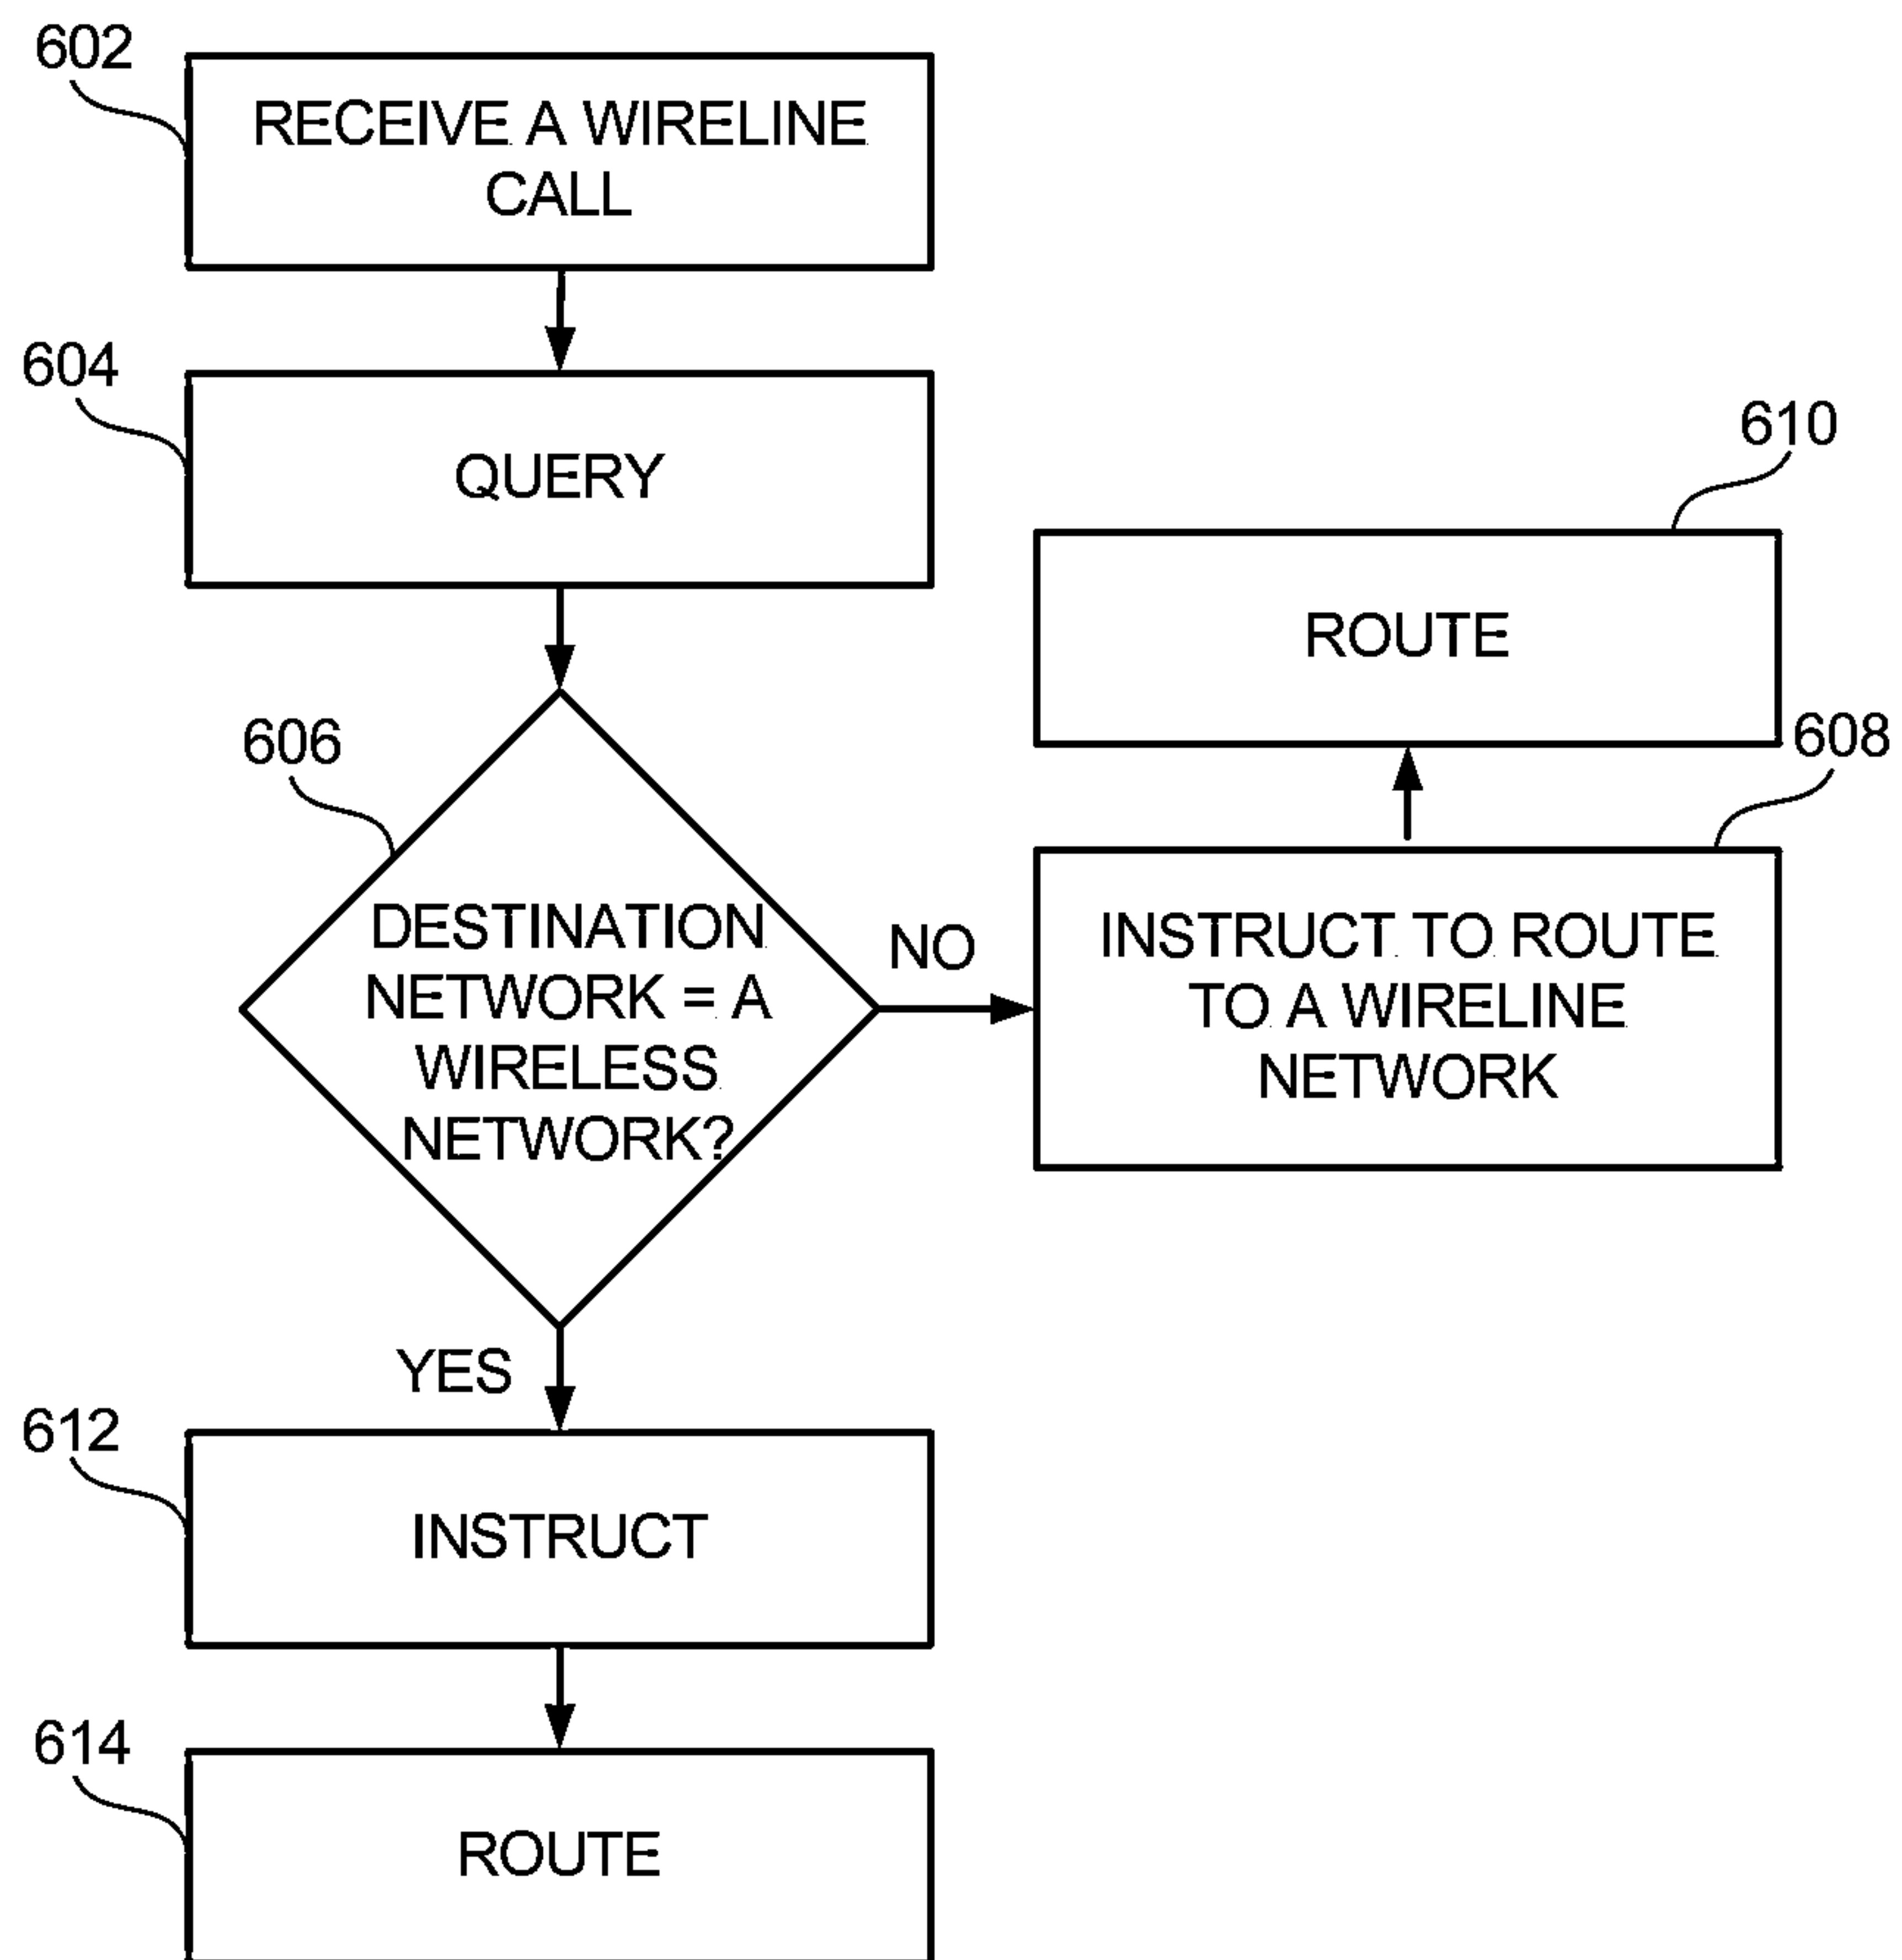 602
RECEIVE A WIRELINE
CALL
604
QUERY
606
DESTINATION
NETWORK = A
WIRELESS
NETWORK?
NO
610
ROUTE
608
INSTRUCT TO ROUTE
TO A WIRELINE
NETWORK
YES
612
INSTRUCT
614
ROUTE